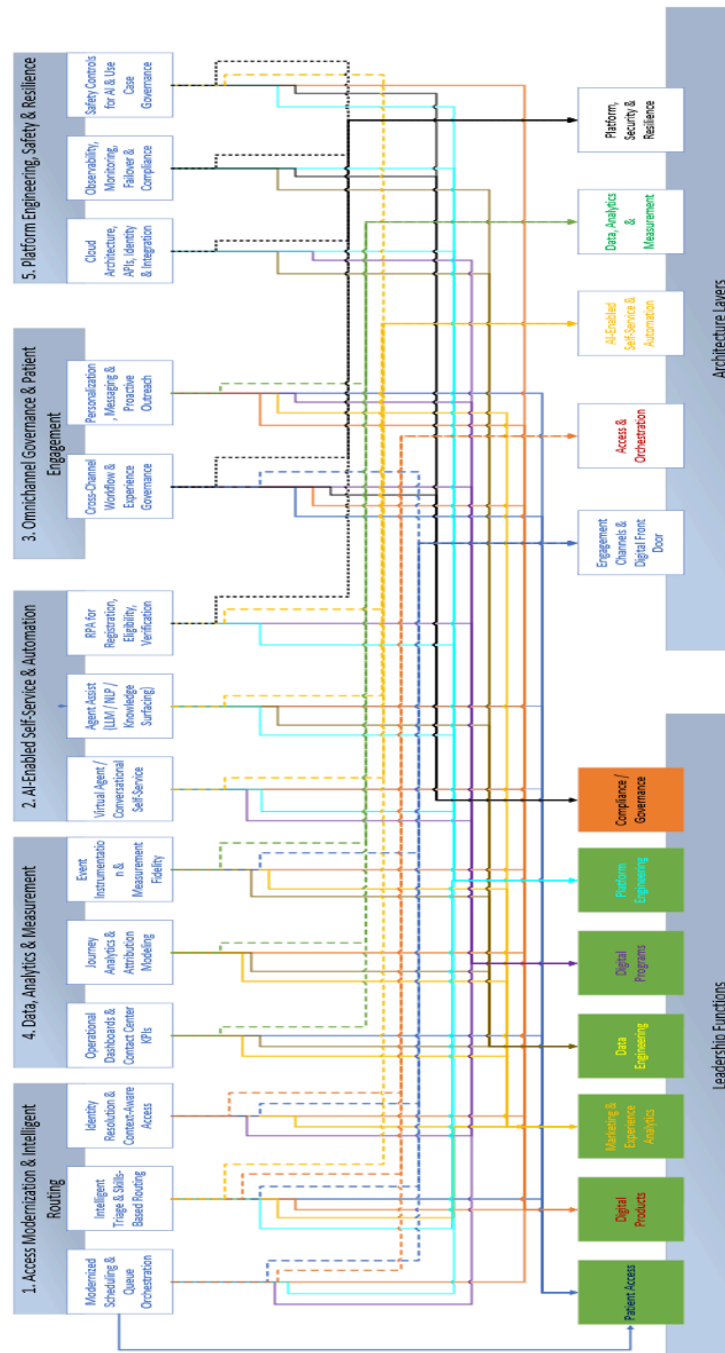 1. Access Modernization & Intelligent
Routing
Modernized
Scheduling &
Queue
Orchestration
Intelligent
Triage & Skills-
Based Routing
Identity
Resolution &
Context-Aware
Access
4. Data, Analytics & Measurement
Operational
Dashboards &
Contact Center
KPIs
Journey
Analytics &
Attribution
Modeling
Event
Instrumentatio
n &
Measurement
Fidelity
2. AI-Enabled Self-Service & Automation
Virtual Agent /
Conversational
Self-Service
Agent Assist
(LLM / NLP /
Knowledge
Surfacing)
RPA for
Registration,
Eligibility,
Verification
3. Omnichannel Governance & Patient
Engagement
Cross-Channel
Workflow &
Experience
Governance
Personalization
, Messaging &
Proactive
Outreach
5. Platform Engineering, Safety & Resilience
Cloud
Architecture,
APIs, Identity
& Integration
Observability,
Monitoring,
Failover &
Compliance
Safety Controls
for AI & Use
Case
Governance
Patient Access
Digital
Products
Marketing &
Experience
Analytics
Data
Engineering
Digital
Programs
Platform
Engineering
Compliance /
Governance
Leadership Functions
Engagement
Channels &
Digital Front
Door
Access &
Orchestration
AI-Enabled
Self-Service &
Automation
Data, Analytics
&
Measurement
Platform,
Security &
Resilience
Architecture Layers